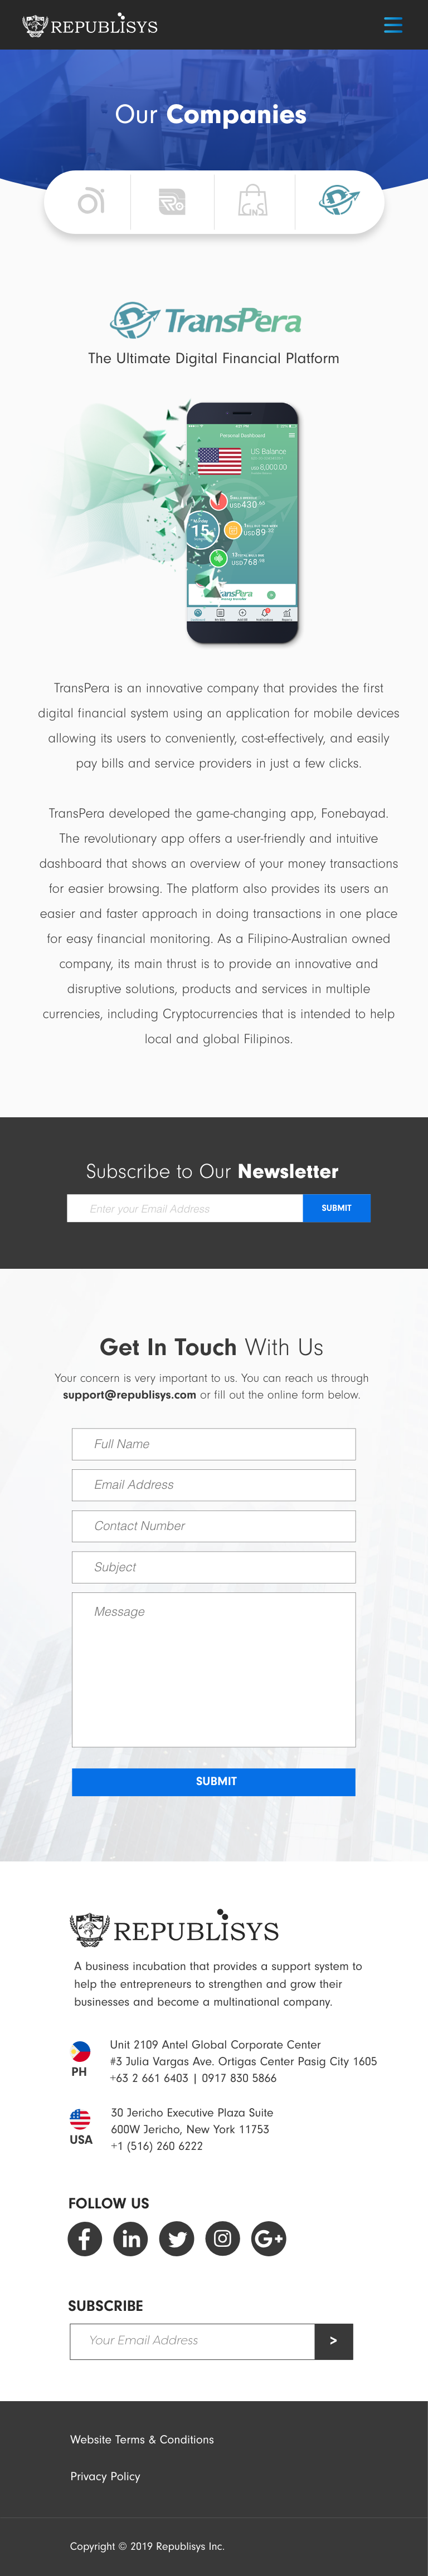 REPUBLISYS
Our Companies
GNS
TransPera
The Ultimate Digital Financial Platform
Personal Dashboard
US Balance
USD 8,000.00
USD430.65
Monday
15
USD89.32
USD768.98
TransPera
TransPera is an innovative company that provides the first
digital financial system using an application for mobile devices
allowing its users to conveniently, cost-effectively, and easily
pay bills and service providers in just a few clicks.
TransPera developed the game-changing app, Fonebayad.
The revolutionary app offers a user-friendly and intuitive
dashboard that shows an overview of your money transactions
for easier browsing. The platform also provides its users an
easier and faster approach in doing transactions in one place
for easy financial monitoring. As a Filipino-Australian owned
company, its main thrust is to provide an innovative and
disruptive solutions, products and services in multiple
currencies, including Cryptocurrencies that is intended to help
local and global Filipinos.
Subscribe to Our Newsletter
Enter your Email Address
SUBMIT
Get In Touch With Us
Your concern is very important to us. You can reach us through
support@republisys.com or fill out the online form below.
Full Name
Email Address
Contact Number
Subject
Message
SUBMIT
REPUBLISYS
A business incubation that provides a support system to
help the entrepreneurs to strengthen and grow their
businesses and become a multinational company.
PH
Unit 2109 Antel Global Corporate Center
#3 Julia Vargas Ave. Ortigas Center Pasig City 1605
+63 2 661 6403 | 0917 830 5866
USA
30 Jericho Executive Plaza Suite
600W Jericho, New York 11753
+1 (516) 260 6222
FOLLOW US
f in G+
SUBSCRIBE
Your Email Address
>
Website Terms & Conditions
Privacy Policy
Copyright © 2019 Republisys Inc.